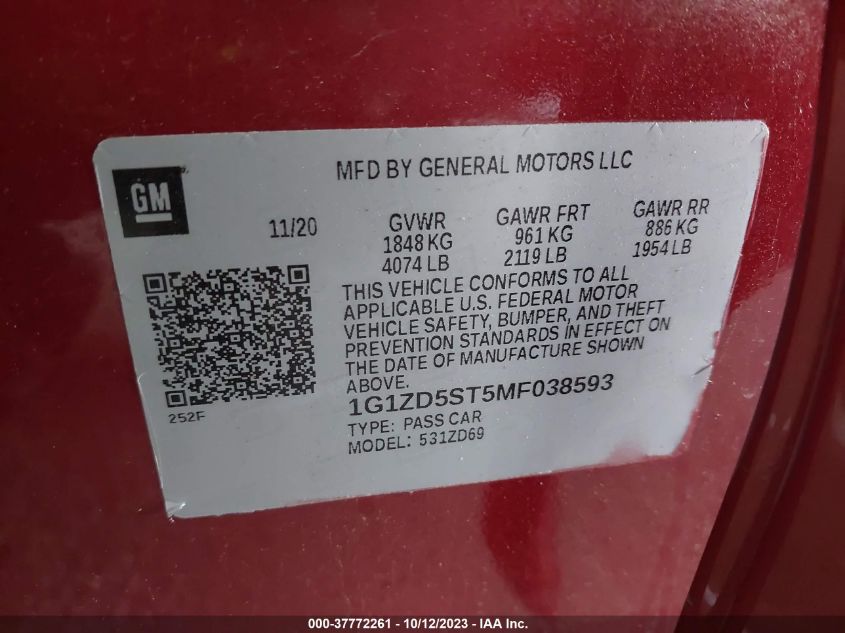 MFD BY GENERAL MOTORS LLC
GM
11/20 GVWR GAWR FRT GAWR RR
1848 KG 961 KG 886 KG
4074 LB 2119 LB 1954 LB
THIS VEHICLE CONFORMS TO ALL
APPLICABLE U.S. FEDERAL MOTOR
VEHICLE SAFETY, BUMPER, AND THEFT
PREVENTION STANDARDS IN EFFECT ON
THE DATE OF MANUFACTURE SHOWN
ABOVE.
252F
1G1ZD5ST5MF038593
TYPE: PASS CAR
MODEL: 531ZD69
000-37772261 - 10/12/2023 - IAA Inc.